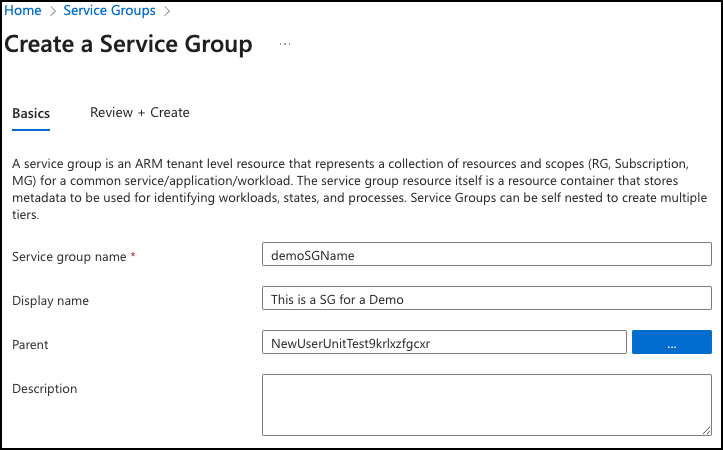 Home > Service Groups >
Create a Service Group ...
Basics Review + Create
A service group is an ARM tenant level resource that represents a collection of resources and scopes (RG, Subscription,
MG) for a common service/application/workload. The service group resource itself is a resource container that stores
metadata to be used for identifying workloads, states, and processes. Service Groups can be self nested to create multiple
tiers.
Service group name * demoSGName
Display name This is a SG for a Demo
Parent NewUserUnitTest9krlxzfgcxr ...
Description